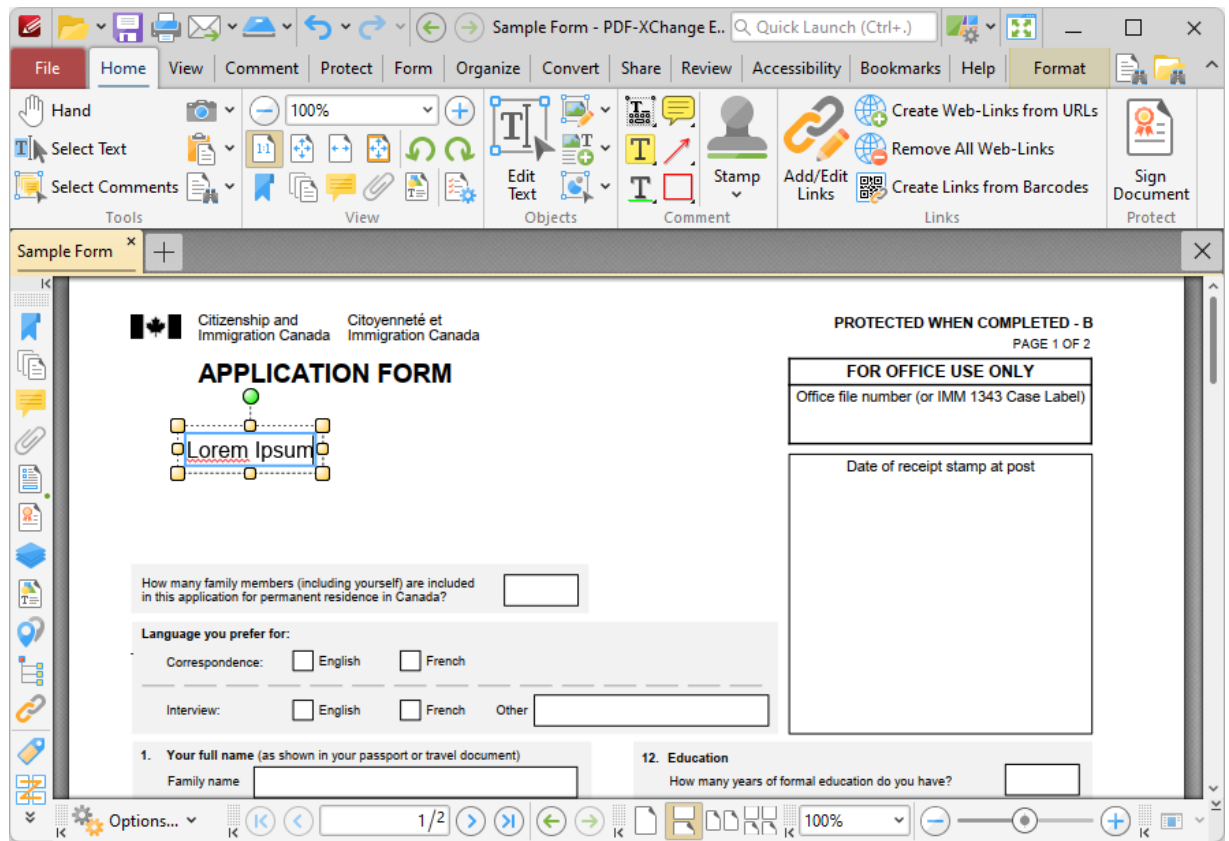 Sample Form - PDF-XChange E..
Quick Launch (Ctrl+.)
File Home View Comment Protect Form Organize Convert Share Review Accessibility Bookmarks Help Format
Hand
100%
Create Web-Links from URLs
Select Text
1:1
Remove All Web-Links
Select Comments
Edit Text
Stamp
Add/Edit Links
Create Links from Barcodes
Sign Document
Tools View Objects Comment Links Protect
Sample Form
Citizenship and Immigration Canada
Citoyenneté et Immigration Canada
PROTECTED WHEN COMPLETED - B
PAGE 1 OF 2
APPLICATION FORM
FOR OFFICE USE ONLY
Office file number (or IMM 1343 Case Label)
Lorem Ipsum
Date of receipt stamp at post
How many family members (including yourself) are included
in this application for permanent residence in Canada?
Language you prefer for:
Correspondence: English French
Interview: English French Other
1. Your full name (as shown in your passport or travel document)
Family name
12. Education
How many years of formal education do you have?
Options...
1/2
100%